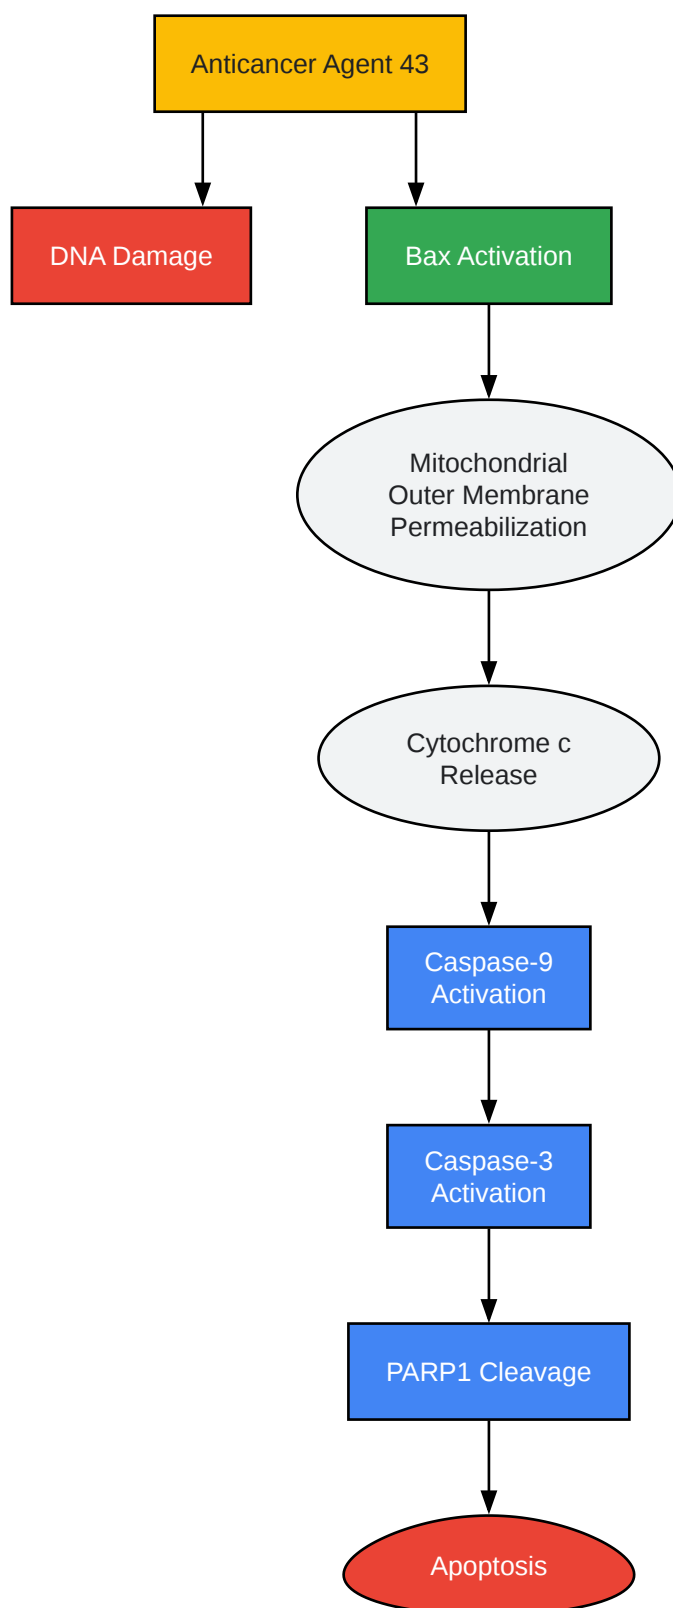 Anticancer Agent 43
DNA Damage
Bax Activation
Mitochondrial
Outer Membrane
Permeabilization
Cytochrome c
Release
Caspase-9
Activation
Caspase-3
Activation
PARP1 Cleavage
Apoptosis